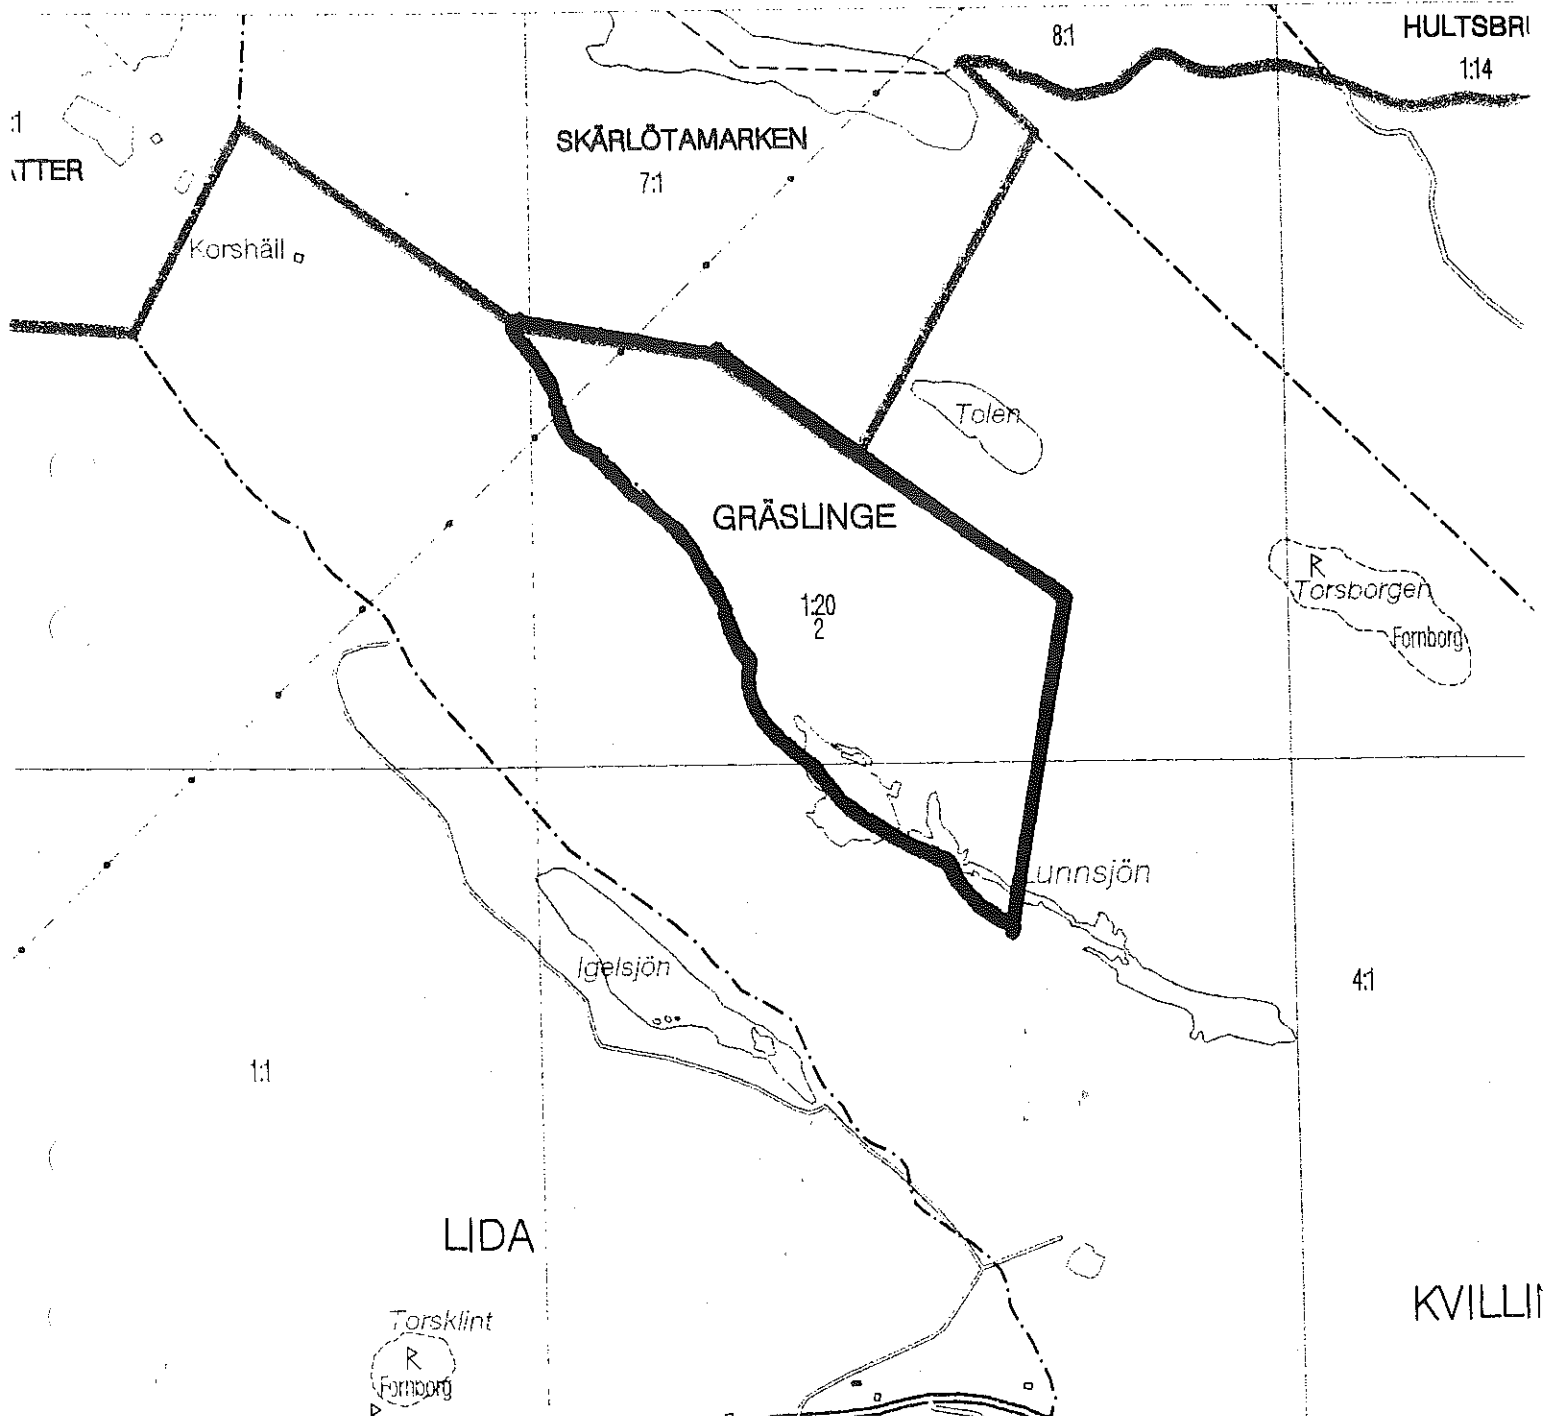 8:1
HULTSBRI
1:14
:1
TTER
SKÄRLÖTAMARKEN
7:1
Korshäll
Tolen
GRÄSLINGE
1:20
2
R
Torsborgen
Fornborg
Lunnsjön
Igelsjön
4:1
1:1
LIDA
KVILLI
Torsklint
R
Fornborg
R